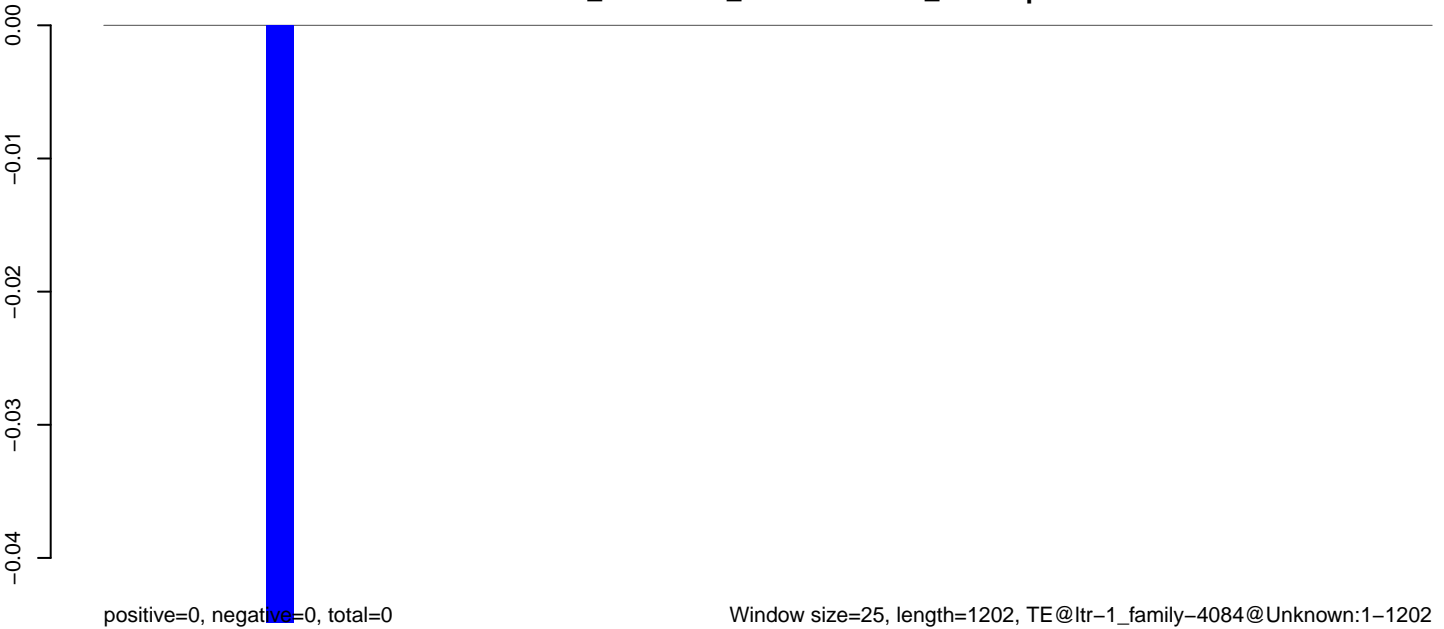 0.00
−0.01
−0.02
−0.03
−0.04
positive=0, negative=0, total=0
Window size=25, length=1202, TE@ltr−1_family−4084@Unknown:1−1202